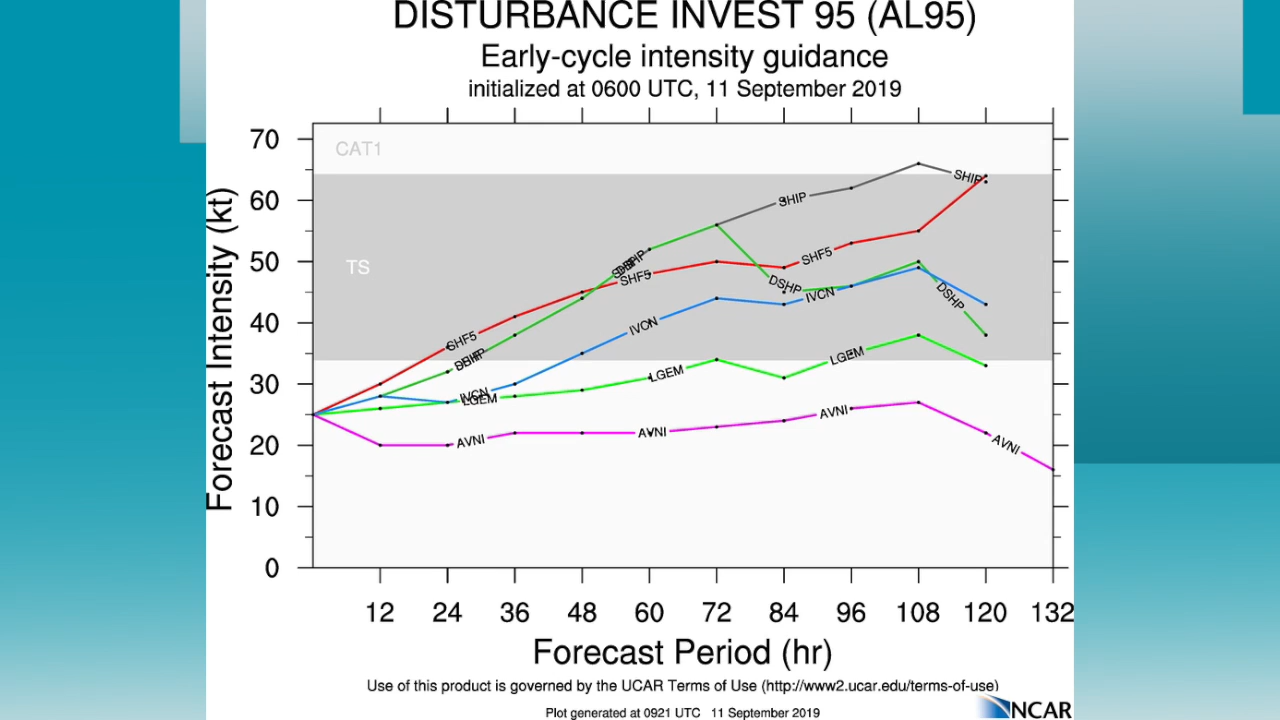 DISTURBANCE INVEST 95 (AL95)
Early-cycle intensity guidance
initialized at 0600 UTC, 11 September 2019
Forecast Intensity (kt)
70
60
50
40
30
20
10
0
CAT1
TS
SHIP
SHIP
SHF5
SHF5
SHF5
DSHP
DSHP
IVCN
IVCN
IVCN
LGEM
LGEM
LGEM
AVNI
AVNI
AVNI
AVNI
12 24 36 48 60 72 84 96 108 120 132
Forecast Period (hr)
Use of this product is governed by the UCAR Terms of Use (http://www2.ucar.edu/terms-of-use)
Plot generated at 0921 UTC 11 September 2019
NCAR